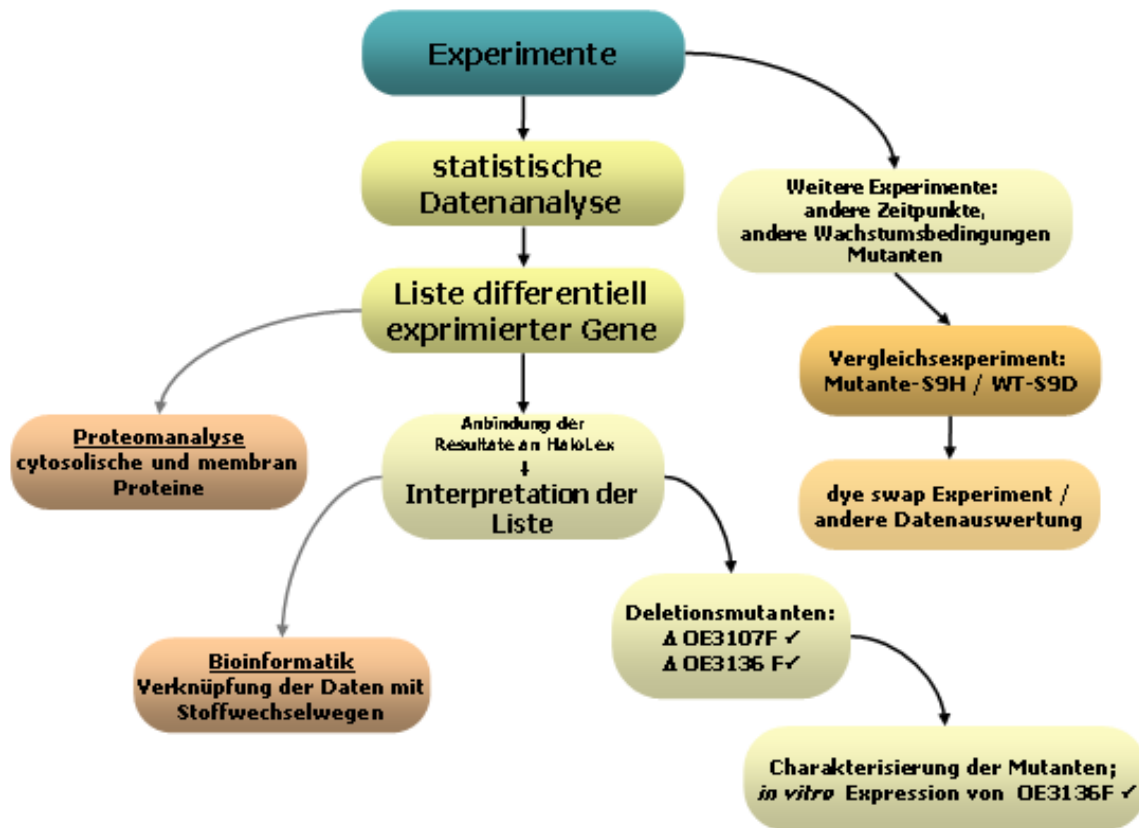 Experimente
statistische
Datenanalyse
Weitere Experimente:
andere Zeitpunkte,
andere Wachstumsbedingungen
Mutanten
Liste differentiell
exprimierter Gene
Vergleichsexperiment:
Mutante-S9H / WT-S9D
Proteomanalyse
cytosolische und membran
Proteine
Anbindung der
Resultate an HaloLex
Interpretation der
Liste
dye swap Experiment /
andere Datenauswertung
Deletionsmutanten:
Δ OE3107F ✓
Δ OE3136 F✓
Bioinformatik
Verknüpfung der Daten mit
Stoffwechselwegen
Charakterisierung der Mutanten;
in vitro Expression von OE3136F ✓